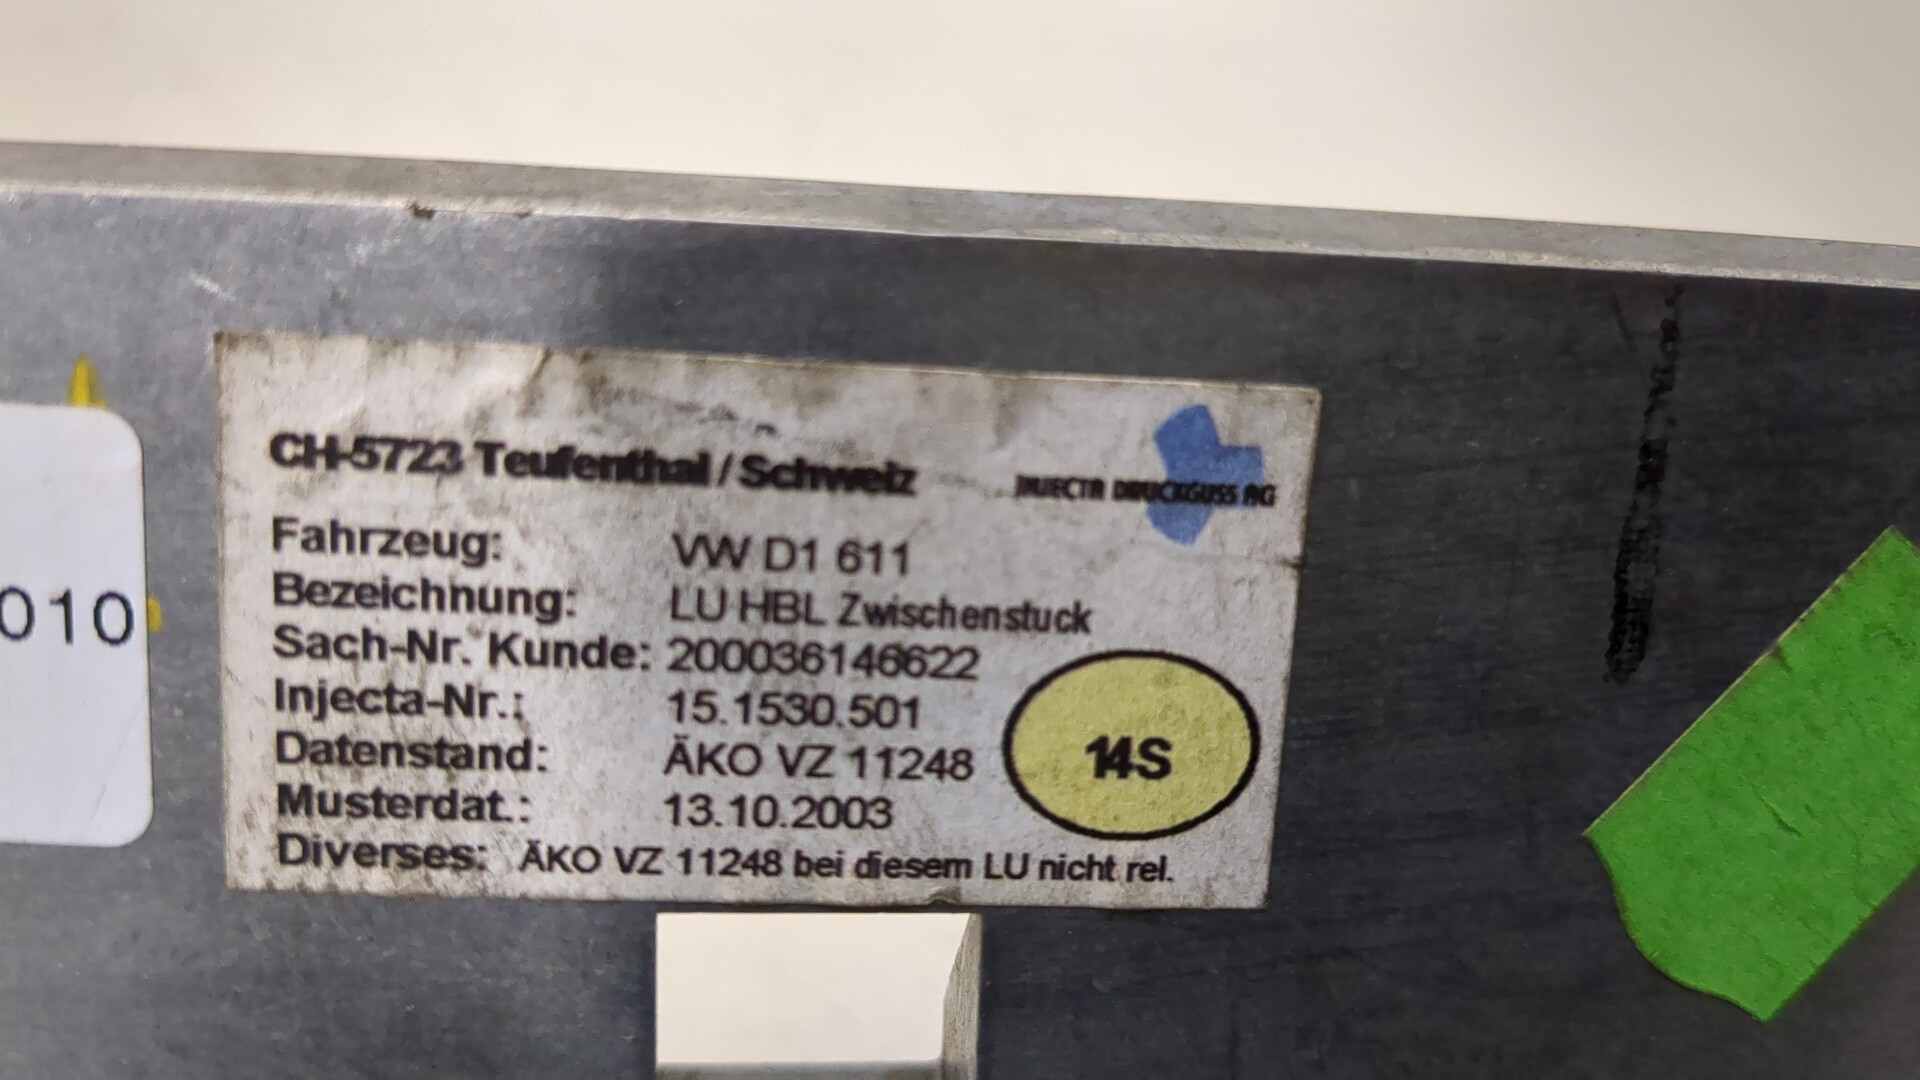 CH-5723 Teufenthal / Schweiz
INJECTA DRUCKGUSS AG
Fahrzeug: VW D1 611
Bezeichnung: LU HBL Zwischenstuck
Sach-Nr. Kunde: 200036146622
Injecta-Nr.: 15.1530.501
Datenstand: ÄKO VZ 11248
Musterdat.: 13.10.2003
Diverses: ÄKO VZ 11248 bei diesem LU nicht rel.
14S
010